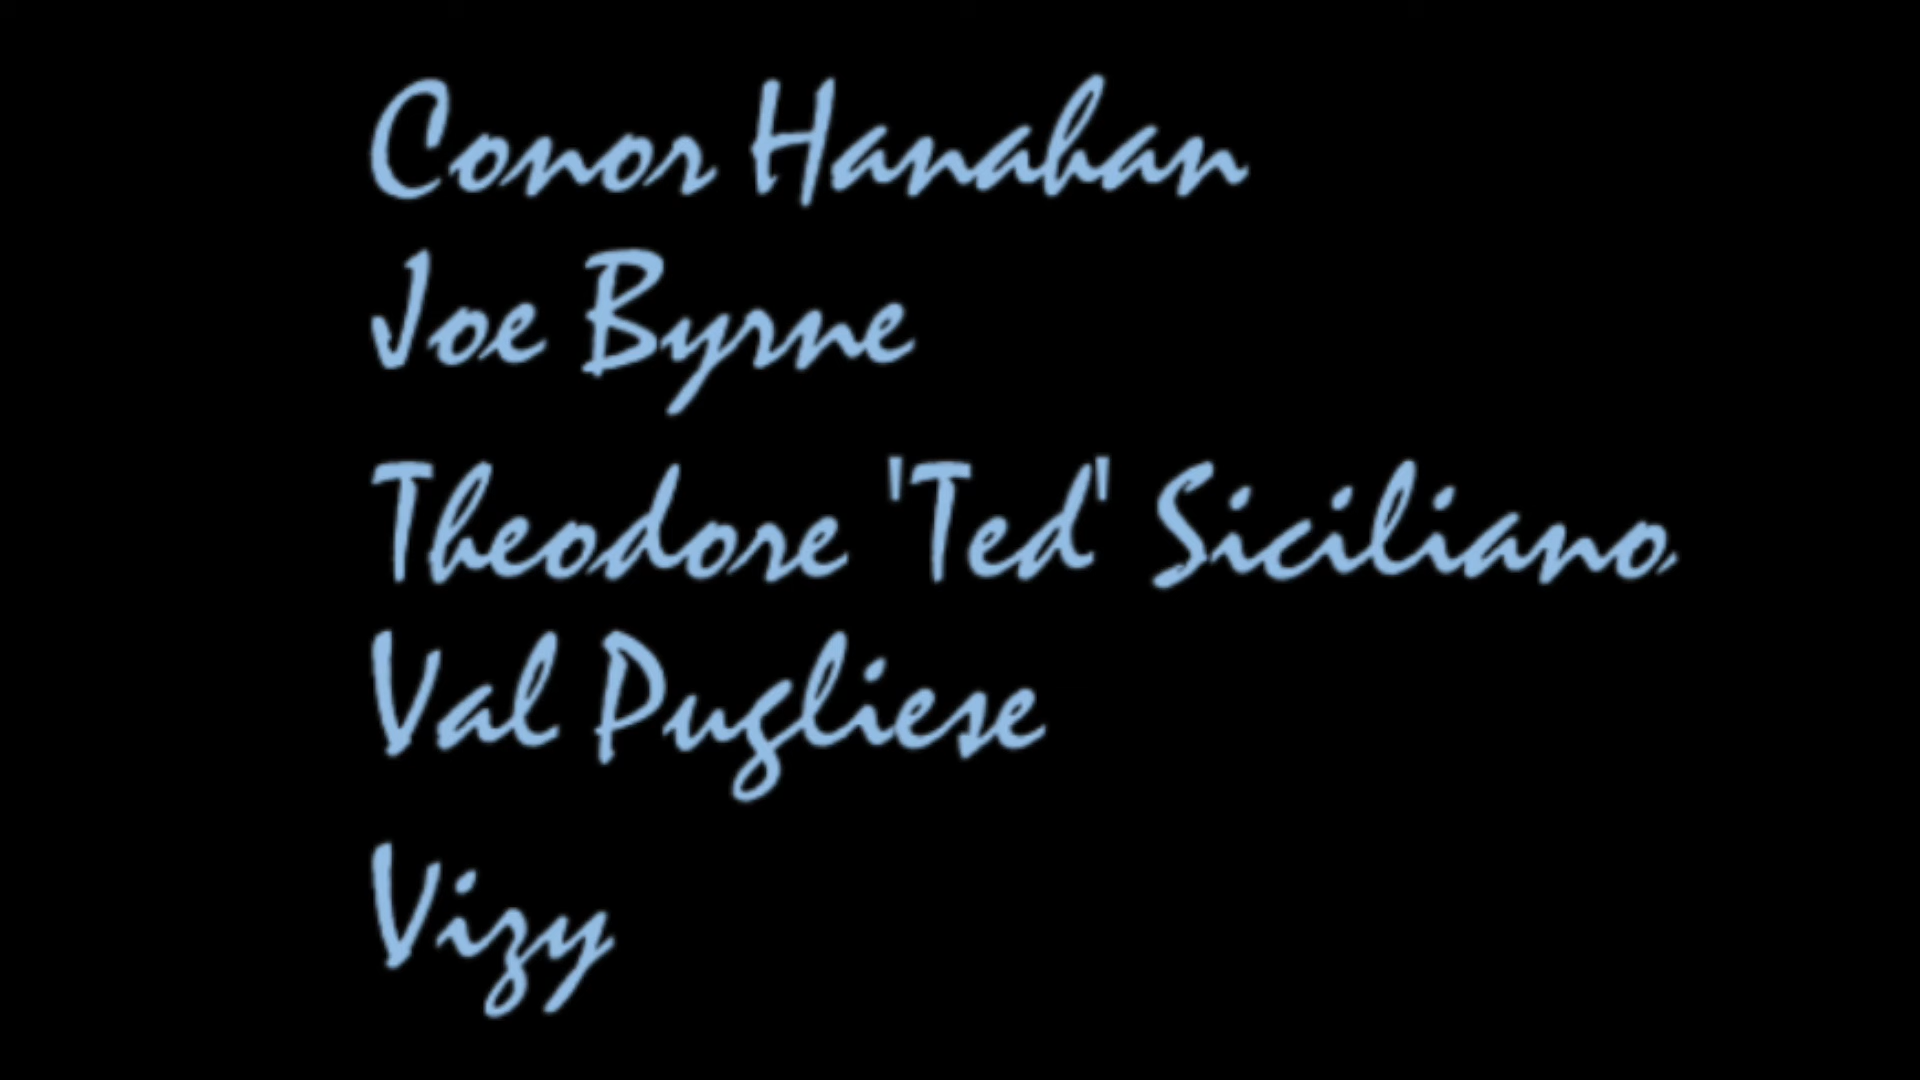 Conor Hanahan
Joe Byrne
Theodore 'Ted' Siciliano,
Val Pugliese
Vizy